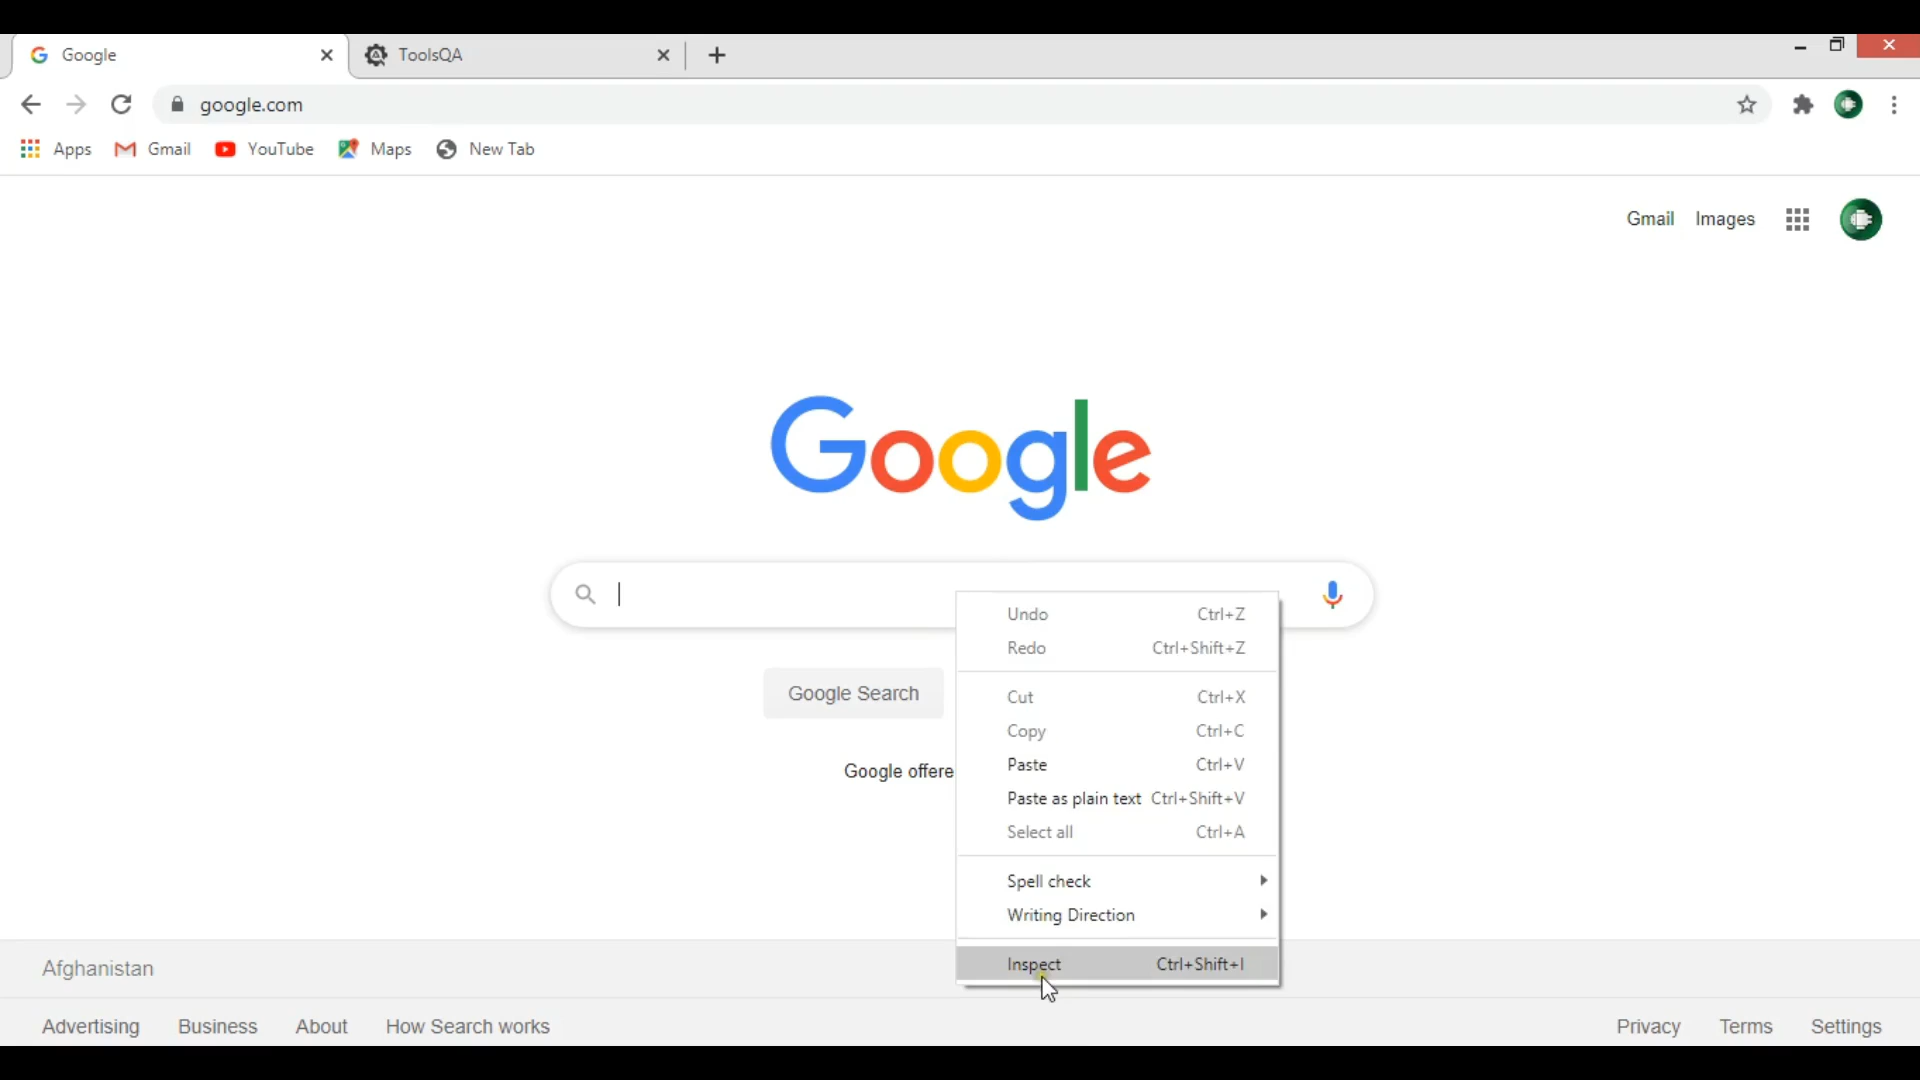 Google
ToolsQA
google.com
Apps
Gmail
YouTube
Maps
New Tab
Gmail
Images
Google
Undo Ctrl+Z
Redo Ctrl+Shift+Z
Cut Ctrl+X
Copy Ctrl+C
Paste Ctrl+V
Paste as plain text Ctrl+Shift+V
Select all Ctrl+A
Spell check
Writing Direction
Inspect Ctrl+Shift+I
Google Search
Google offere
Afghanistan
Advertising
Business
About
How Search works
Privacy
Terms
Settings